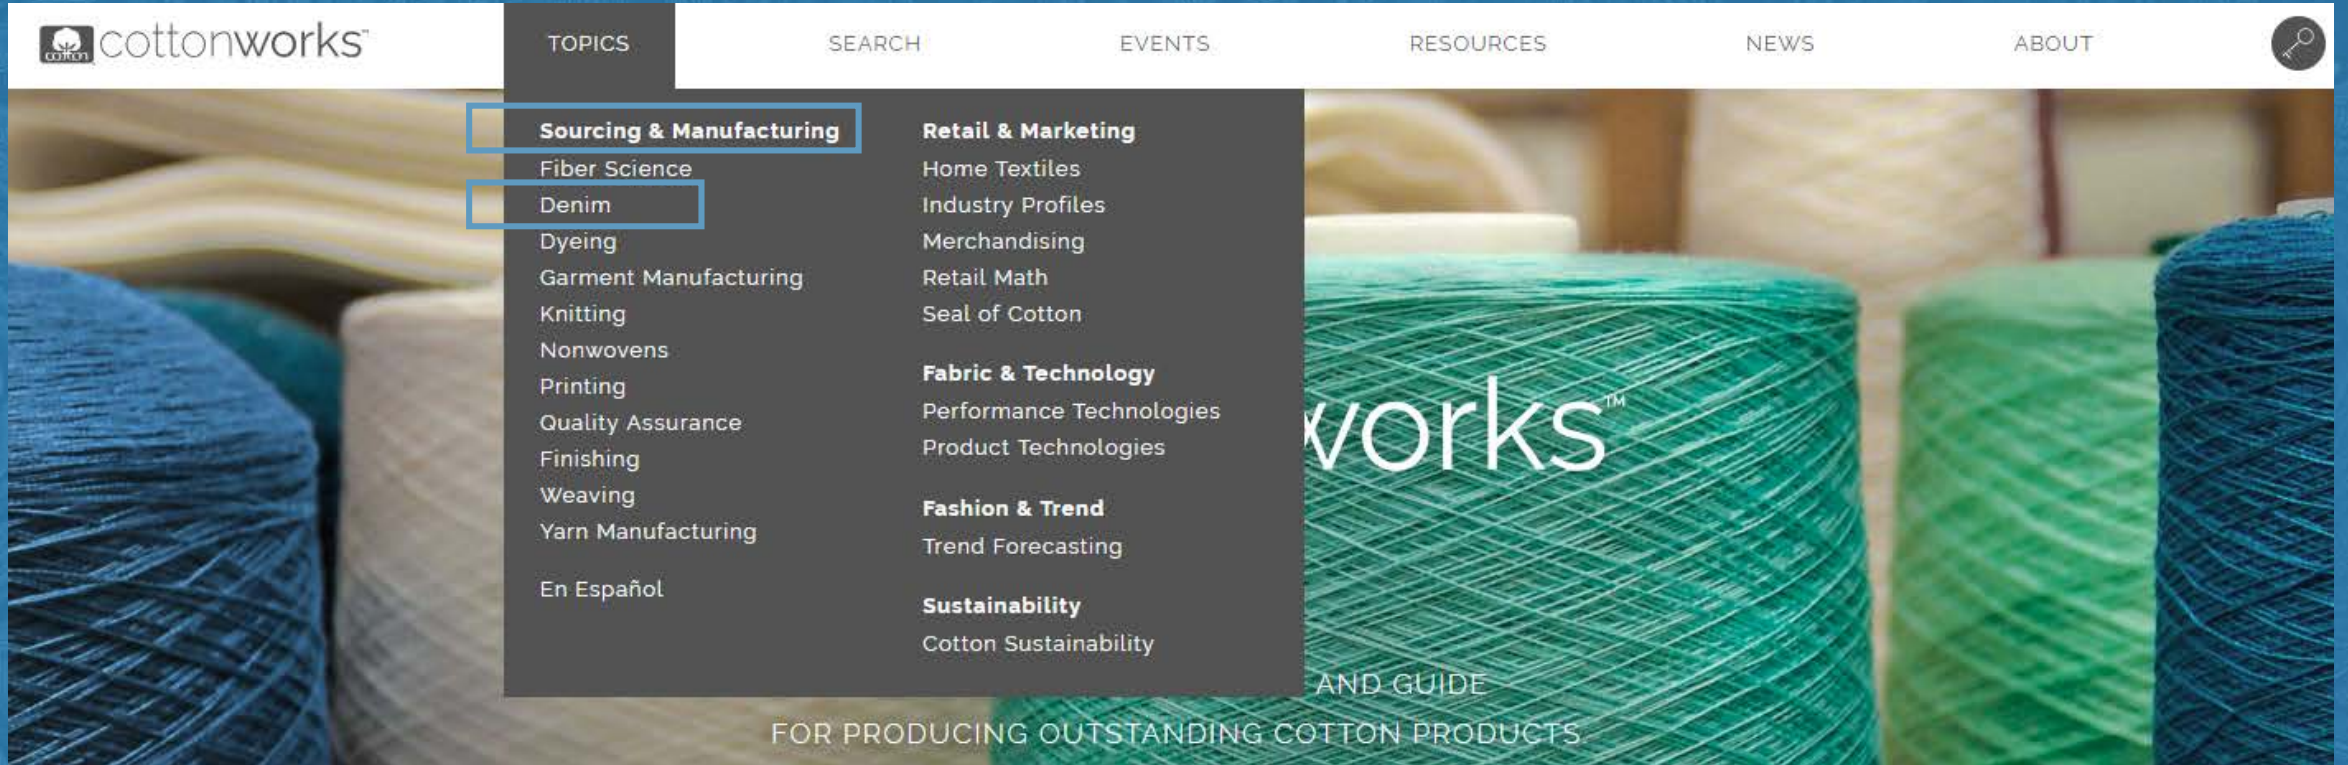 cotton cottonworks™
TOPICS
SEARCH
EVENTS
RESOURCES
NEWS
ABOUT
Sourcing & Manufacturing
Fiber Science
Denim
Dyeing
Garment Manufacturing
Knitting
Nonwovens
Printing
Quality Assurance
Finishing
Weaving
Yarn Manufacturing
En Español
Retail & Marketing
Home Textiles
Industry Profiles
Merchandising
Retail Math
Seal of Cotton
Fabric & Technology
Performance Technologies
Product Technologies
Fashion & Trend
Trend Forecasting
Sustainability
Cotton Sustainability
works™
AND GUIDE
FOR PRODUCING OUTSTANDING COTTON PRODUCTS.